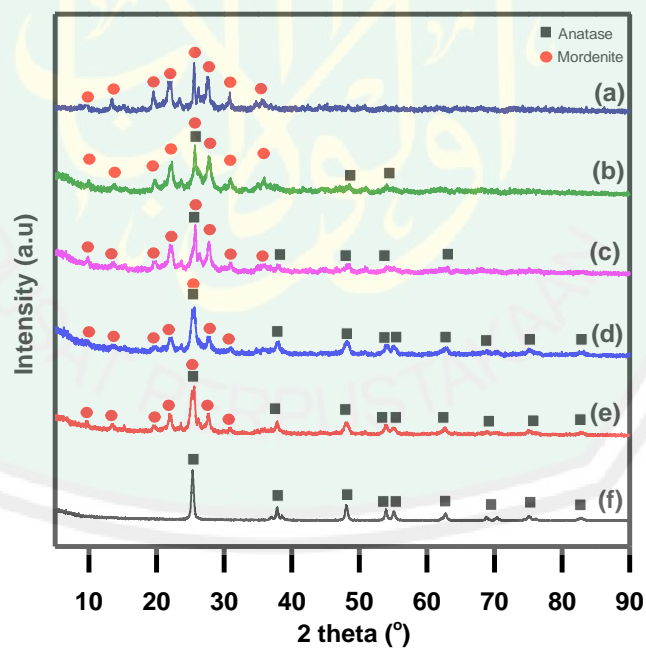 Anatase
Mordenite
(a)
(b)
(c)
(d)
(e)
(f)
Intensity (a.u)
10 20 30 40 50 60 70 80 90
2 theta (°)